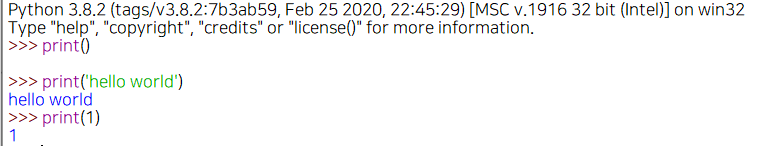 Python 3.8.2 (tags/v3.8.2:7b3ab59, Feb 25 2020, 22:45:29) [MSC v.1916 32 bit (Intel)] on win32
Type "help", "copyright", "credits" or "license()" for more information.
>>> print()
>>> print('hello world')
hello world
>>> print(1)
1